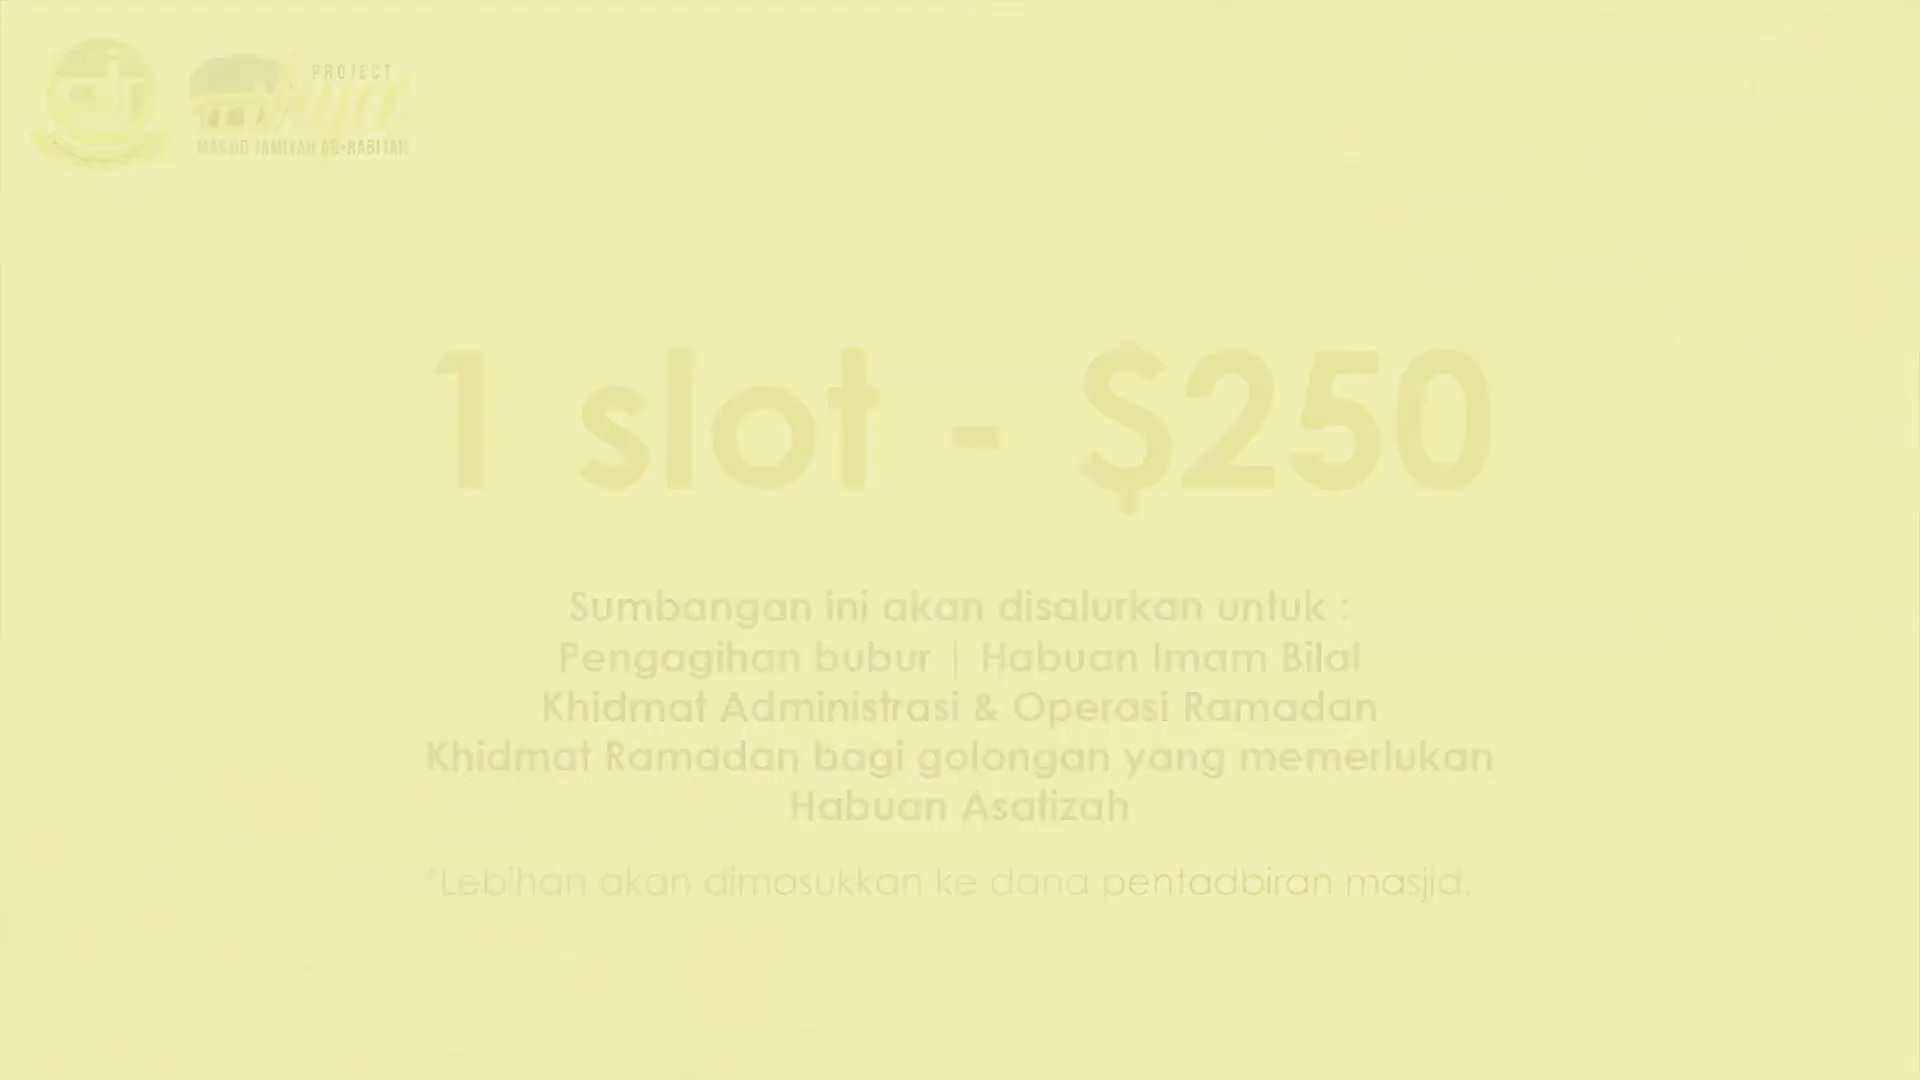 PROJECT
MASJID JAMIYAH AR-RABITAH
1 slot - $250
Sumbangan ini akan disalurkan untuk :
Pengagihan bubur | Habuan Imam Bilal
Khidmat Administrasi & Operasi Ramadan
Khidmat Ramadan bagi golongan yang memerlukan
Habuan Asatizah
*Lebihan akan dimasukkan ke dana pentadbiran masjid.